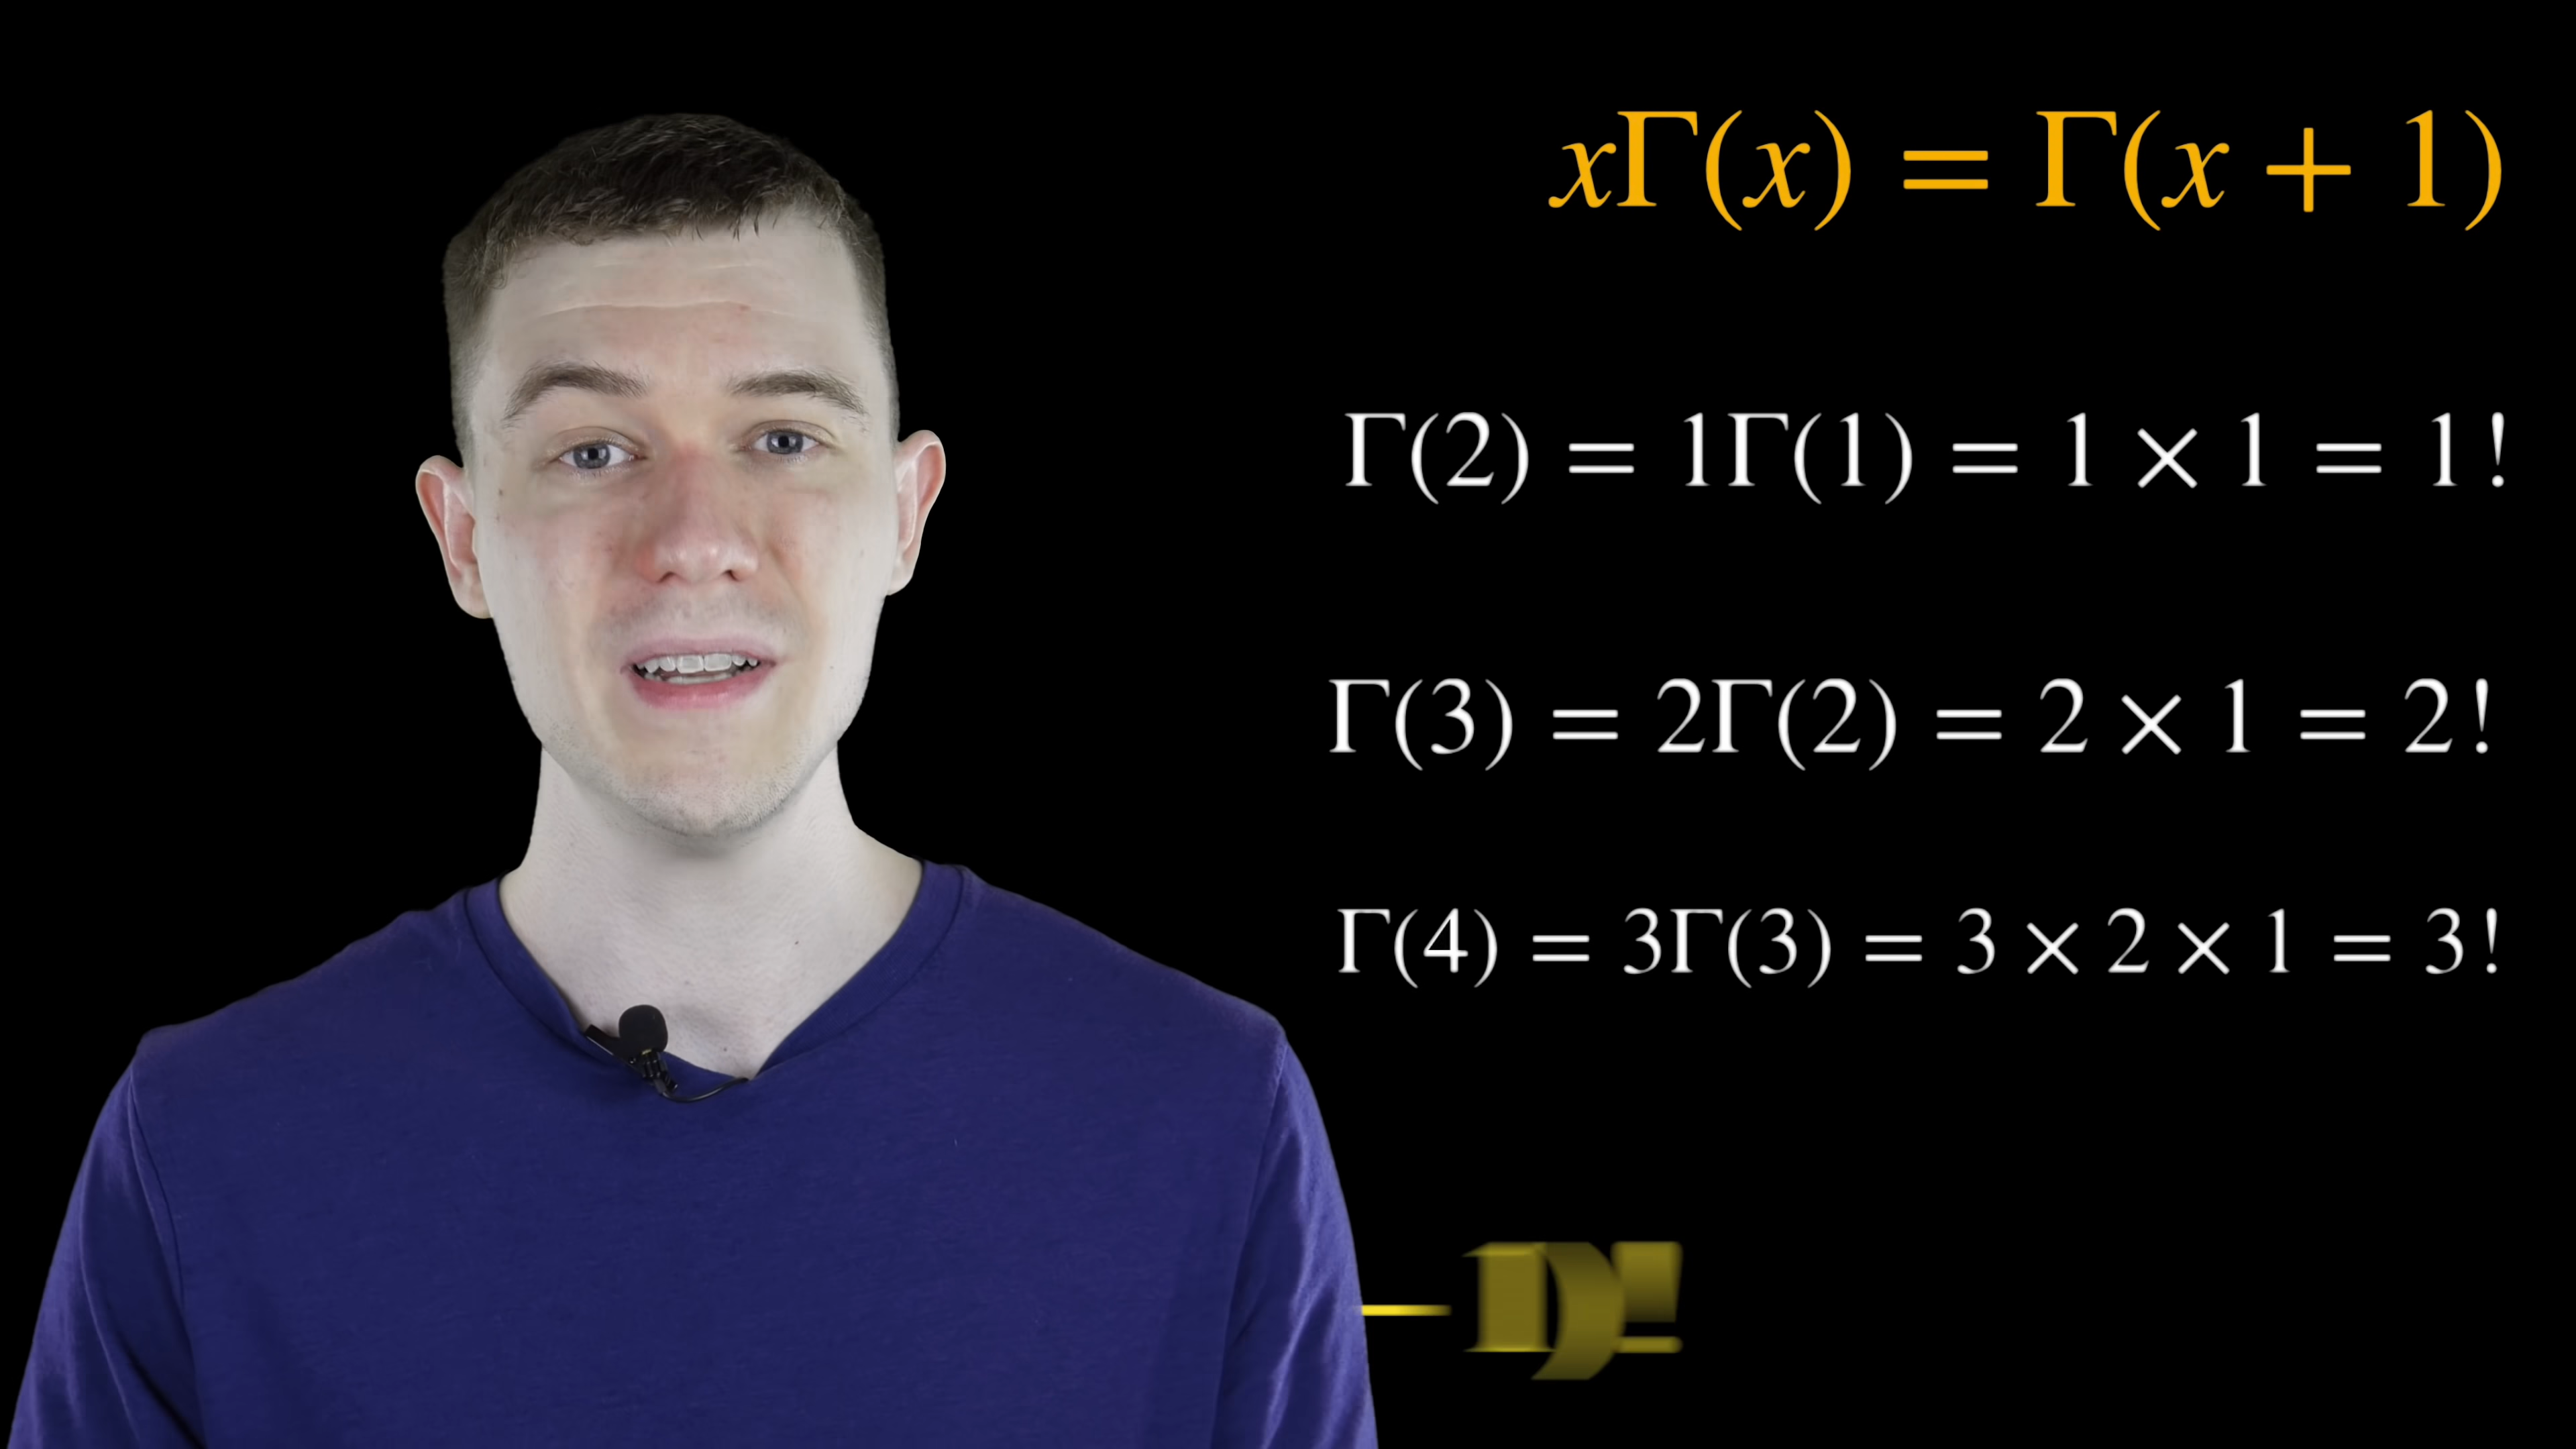 xΓ(x) = Γ(x + 1)
Γ(2) = 1Γ(1) = 1 × 1 = 1!
Γ(3) = 2Γ(2) = 2 × 1 = 2!
Γ(4) = 3Γ(3) = 3 × 2 × 1 = 3!
− 1)!